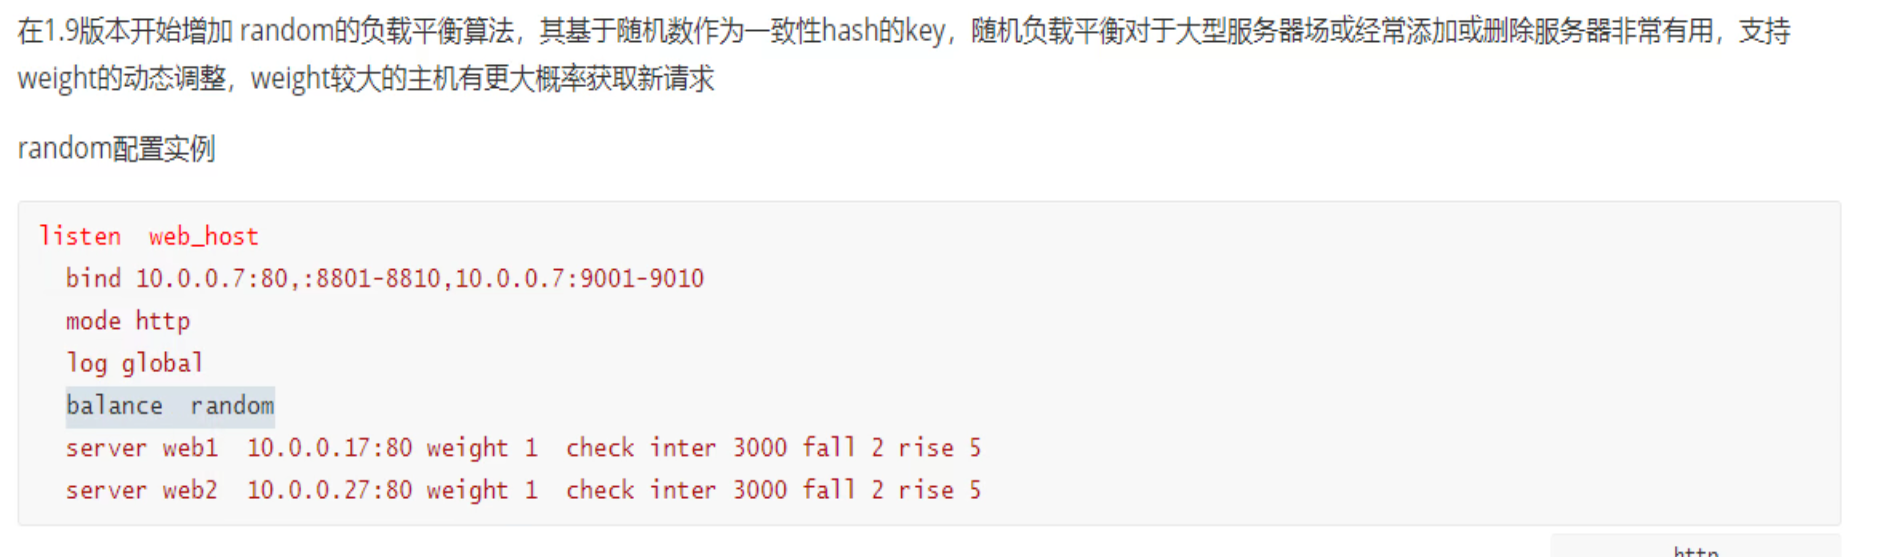 在1.9版本开始增加 random的负载平衡算法，其基于随机数作为一致性hash的key，随机负载平衡对于大型服务器场或经常添加或删除服务器非常有用，支持
weight的动态调整，weight较大的主机有更大概率获取新请求
random配置实例
listen  web_host
  bind 10.0.0.7:80,:8801-8810,10.0.0.7:9001-9010
  mode http
  log global
  balance  random
  server web1  10.0.0.17:80 weight 1  check inter 3000 fall 2 rise 5
  server web2  10.0.0.27:80 weight 1  check inter 3000 fall 2 rise 5
http